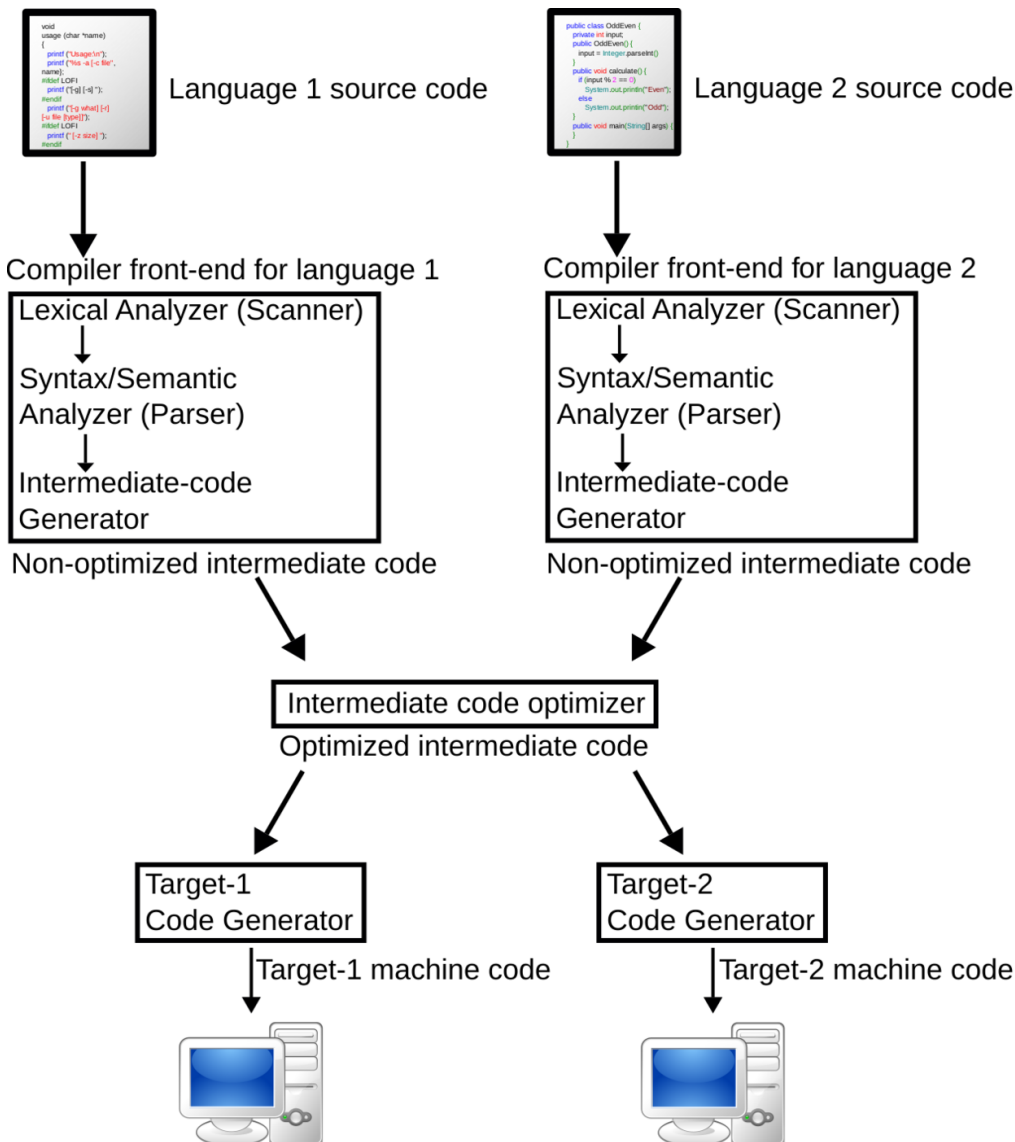 void
usage (char *name)
{
printf ("Usage:\n");
printf ("%s -a [-c file",
name};
#ifdef LOFI
printf ("[-g] [-s] ");
#endif
printf ("[-g what] [-r]
[-u file [type]]");
#ifdef LOFI
printf (" [-z size] ");
#endif
Language 1 source code
public class OddEven {
private int input;
public OddEven() {
input = Integer.parseInt()
}
public void calculate() {
if (input % 2 == 0)
System.out.println("Even");
else
System.out.println("Odd");
}
public void main(String[] args) {
}
}
Language 2 source code
Compiler front-end for language 1
Lexical Analyzer (Scanner)
Syntax/Semantic
Analyzer (Parser)
Intermediate-code
Generator
Non-optimized intermediate code
Compiler front-end for language 2
Lexical Analyzer (Scanner)
Syntax/Semantic
Analyzer (Parser)
Intermediate-code
Generator
Non-optimized intermediate code
Intermediate code optimizer
Optimized intermediate code
Target-1
Code Generator
Target-1 machine code
Target-2
Code Generator
Target-2 machine code